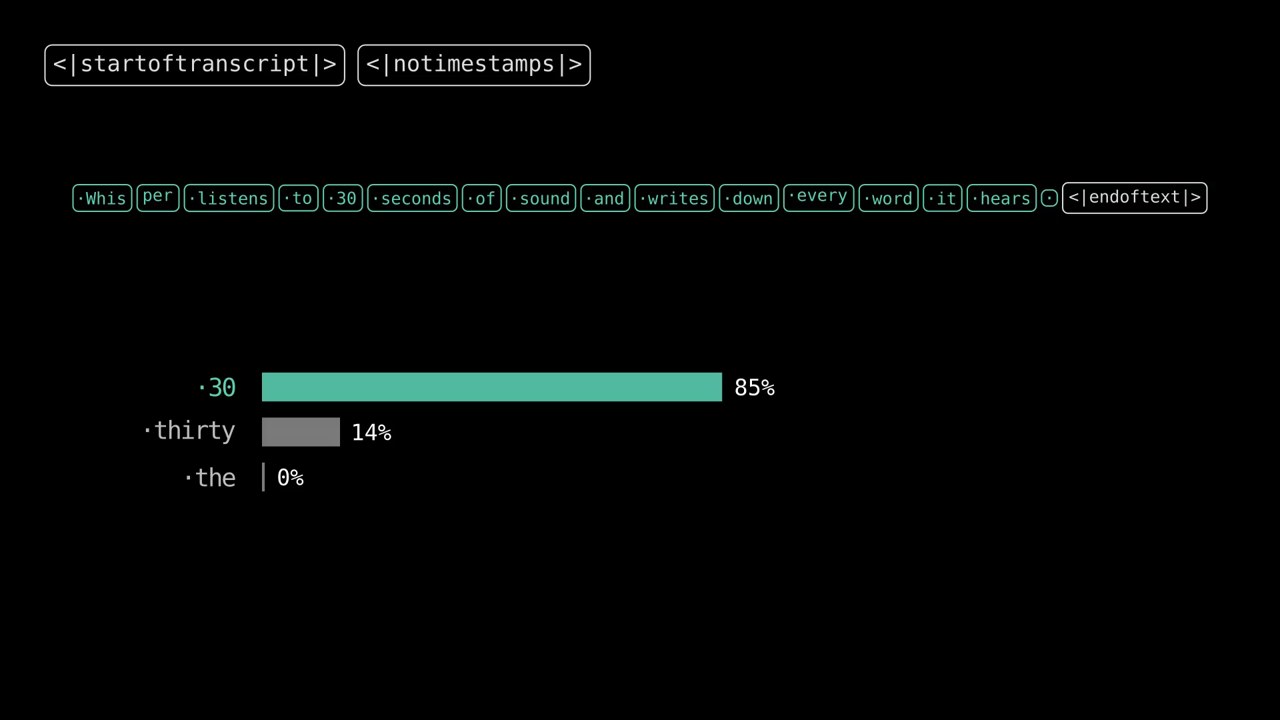 <|startoftranscript|> <|notimestamps|>
·Whis per ·listens ·to ·30 ·seconds ·of ·sound ·and ·writes ·down ·every ·word ·it ·hears . <|endoftext|>
·30 85%
·thirty 14%
·the 0%